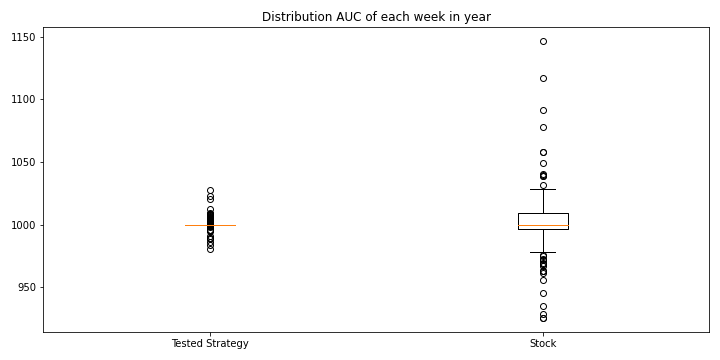 Distribution AUC of each week in year
1150
1100
1050
1000
950
Tested Strategy
Stock